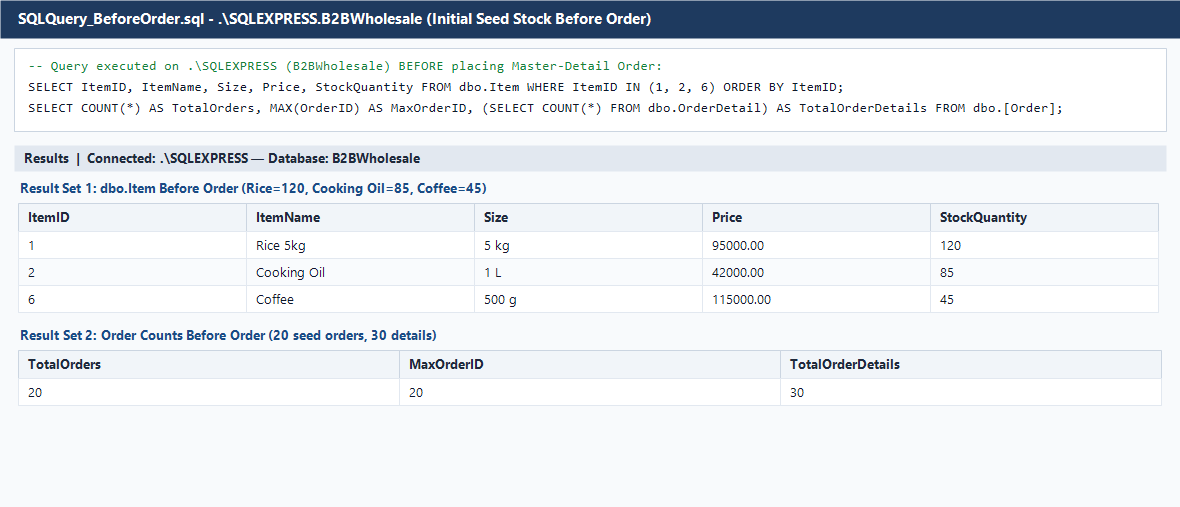 SQLQuery_BeforeOrder.sql - .\SQLEXPRESS.B2BWholesale (Initial Seed Stock Before Order)
-- Query executed on .\SQLEXPRESS (B2BWholesale) BEFORE placing Master-Detail Order:
SELECT ItemID, ItemName, Size, Price, StockQuantity FROM dbo.Item WHERE ItemID IN (1, 2, 6) ORDER BY ItemID;
SELECT COUNT(*) AS TotalOrders, MAX(OrderID) AS MaxOrderID, (SELECT COUNT(*) FROM dbo.OrderDetail) AS TotalOrderDetails FROM dbo.[Order];
Results | Connected: .\SQLEXPRESS — Database: B2BWholesale
Result Set 1: dbo.Item Before Order (Rice=120, Cooking Oil=85, Coffee=45)
ItemID ItemName Size Price StockQuantity
1 Rice 5kg 5 kg 95000.00 120
2 Cooking Oil 1 L 42000.00 85
6 Coffee 500 g 115000.00 45
Result Set 2: Order Counts Before Order (20 seed orders, 30 details)
TotalOrders MaxOrderID TotalOrderDetails
20 20 30